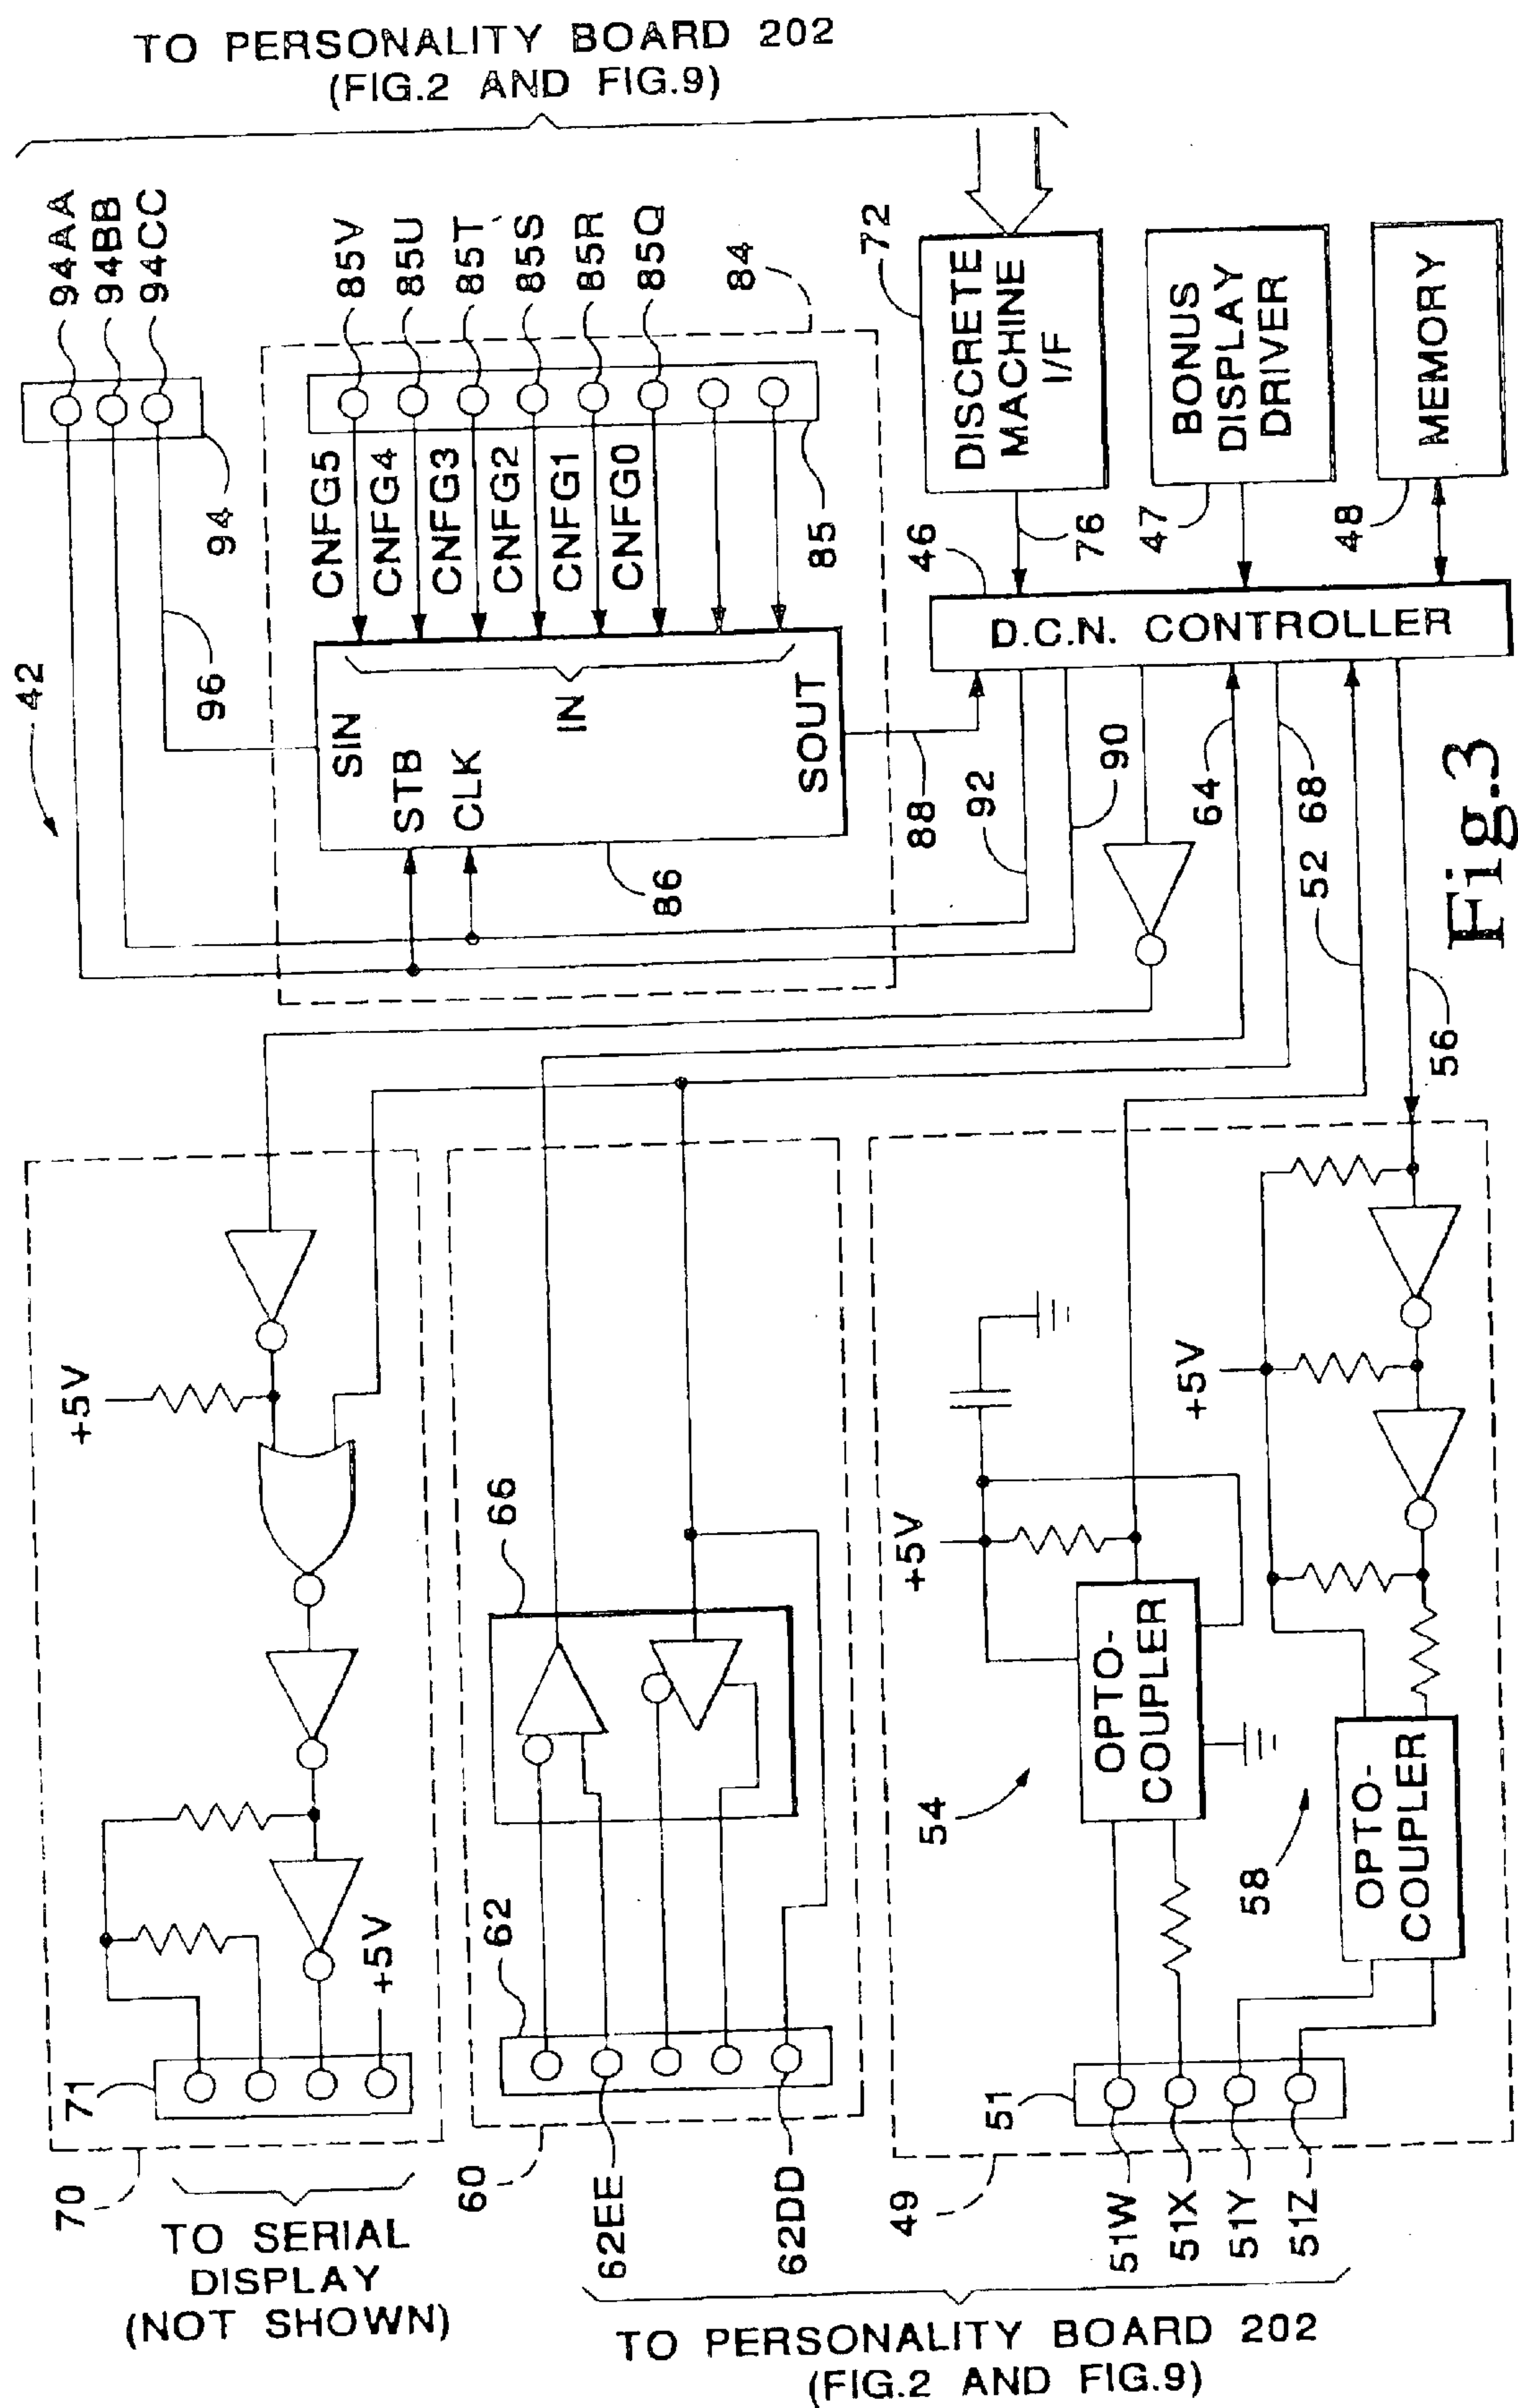 TO PERSONALITY BOARD 202
(FIG.2 AND FIG.9)
94AA
94BB
94CC
94
42
96
85V
85U
85T
85S
85R
85Q
84
CNFG5
CNFG4
CNFG3
CNFG2
CNFG1
CNFG0
85
SIN
STB
CLK
IN
SOUT
86
88
72
DISCRETE
MACHINE
I/F
76
BONUS
DISPLAY
DRIVER
47
MEMORY
48
46
D.C.N. CONTROLLER
92
90
64
68
52
56
Fig.3
+5V
+5V
71
70
TO SERIAL
DISPLAY
(NOT SHOWN)
66
62
60
62EE
62DD
+5V
OPTO-
COUPLER
54
+5V
OPTO-
COUPLER
58
51
49
51W
51X
51Y
51Z
TO PERSONALITY BOARD 202
(FIG.2 AND FIG.9)